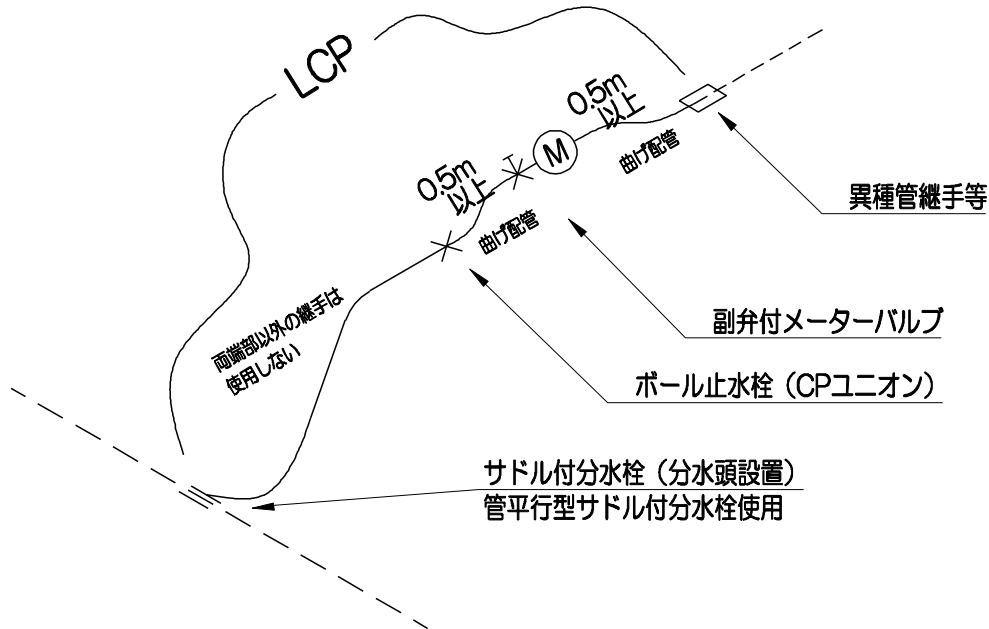 LCP
0.5m
以上
曲げ配管
M
0.5m
以上
曲げ配管
異種管継手等
副弁付メーターバルブ
ボール止水栓（CPユニオン）
両端部以外の継手は
使用しない
サドル付分水栓（分水頭設置）
管平行型サドル付分水栓使用